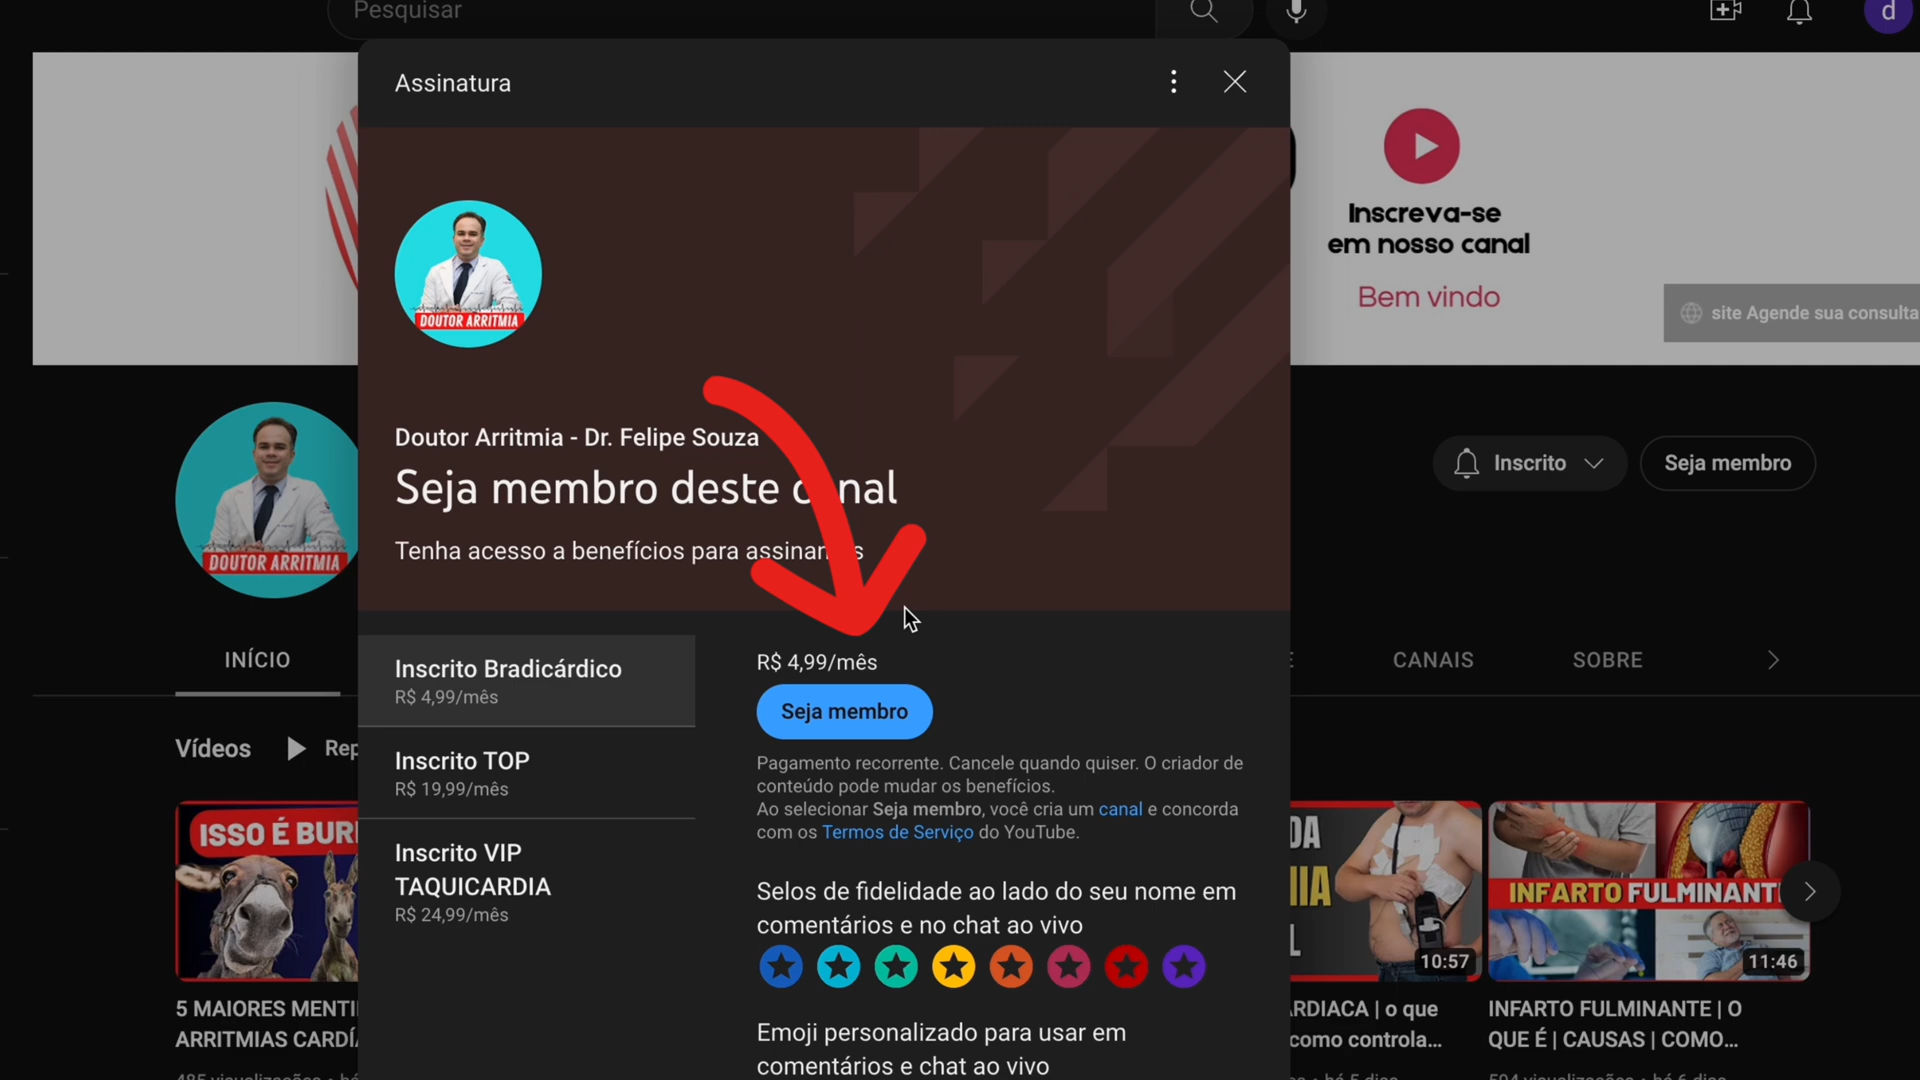 Pesquisar
d
Assinatura
DOUTOR ARRITMIA
Inscreva-se
em nosso canal
Bem vindo
site Agende sua consulta
Doutor Arritmia - Dr. Felipe Souza
Seja membro deste nal
Tenha acesso a benefícios para
DOUTOR ARRITMIA
Inscrito
Seja membro
INÍCIO
CANAIS
SOBRE
Inscrito Bradicárdico
R$ 4,99/mês
Inscrito TOP
R$ 19,99/mês
Inscrito VIP
TAQUICARDIA
R$ 24,99/mês
R$ 4,99/mês
Seja membro
Pagamento recorrente. Cancele quando quiser. O criador de
conteúdo pode mudar os benefícios.
Ao selecionar Seja membro, você cria um canal e concorda
com os Termos de Serviço do YouTube.
Selos de fidelidade ao lado do seu nome em
comentários e no chat ao vivo
Emoji personalizado para usar em
comentários e chat ao vivo
Vídeos
Rep
ISSO É BUR
5 MAIORES MENTI
ARRITMIAS CARDÍ
DA
IIA
L
10:57
RDIACA | o que
como controla...
INFARTO FULMINANT
11:46
INFARTO FULMINANTE | O
QUE É | CAUSAS | COMO...